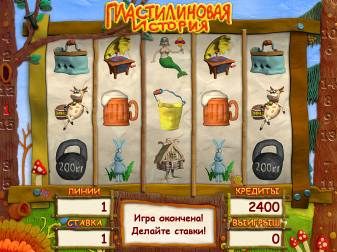 ПЛАСТИЛИНОВАЯ
ИСТОРИЯ
200кг
200кг
ЛИНИИ
1
КРЕДИТЫ
2400
СТАВКА
1
Игра окончена!
Делайте ставки!
ВЫИГРЫШ
0